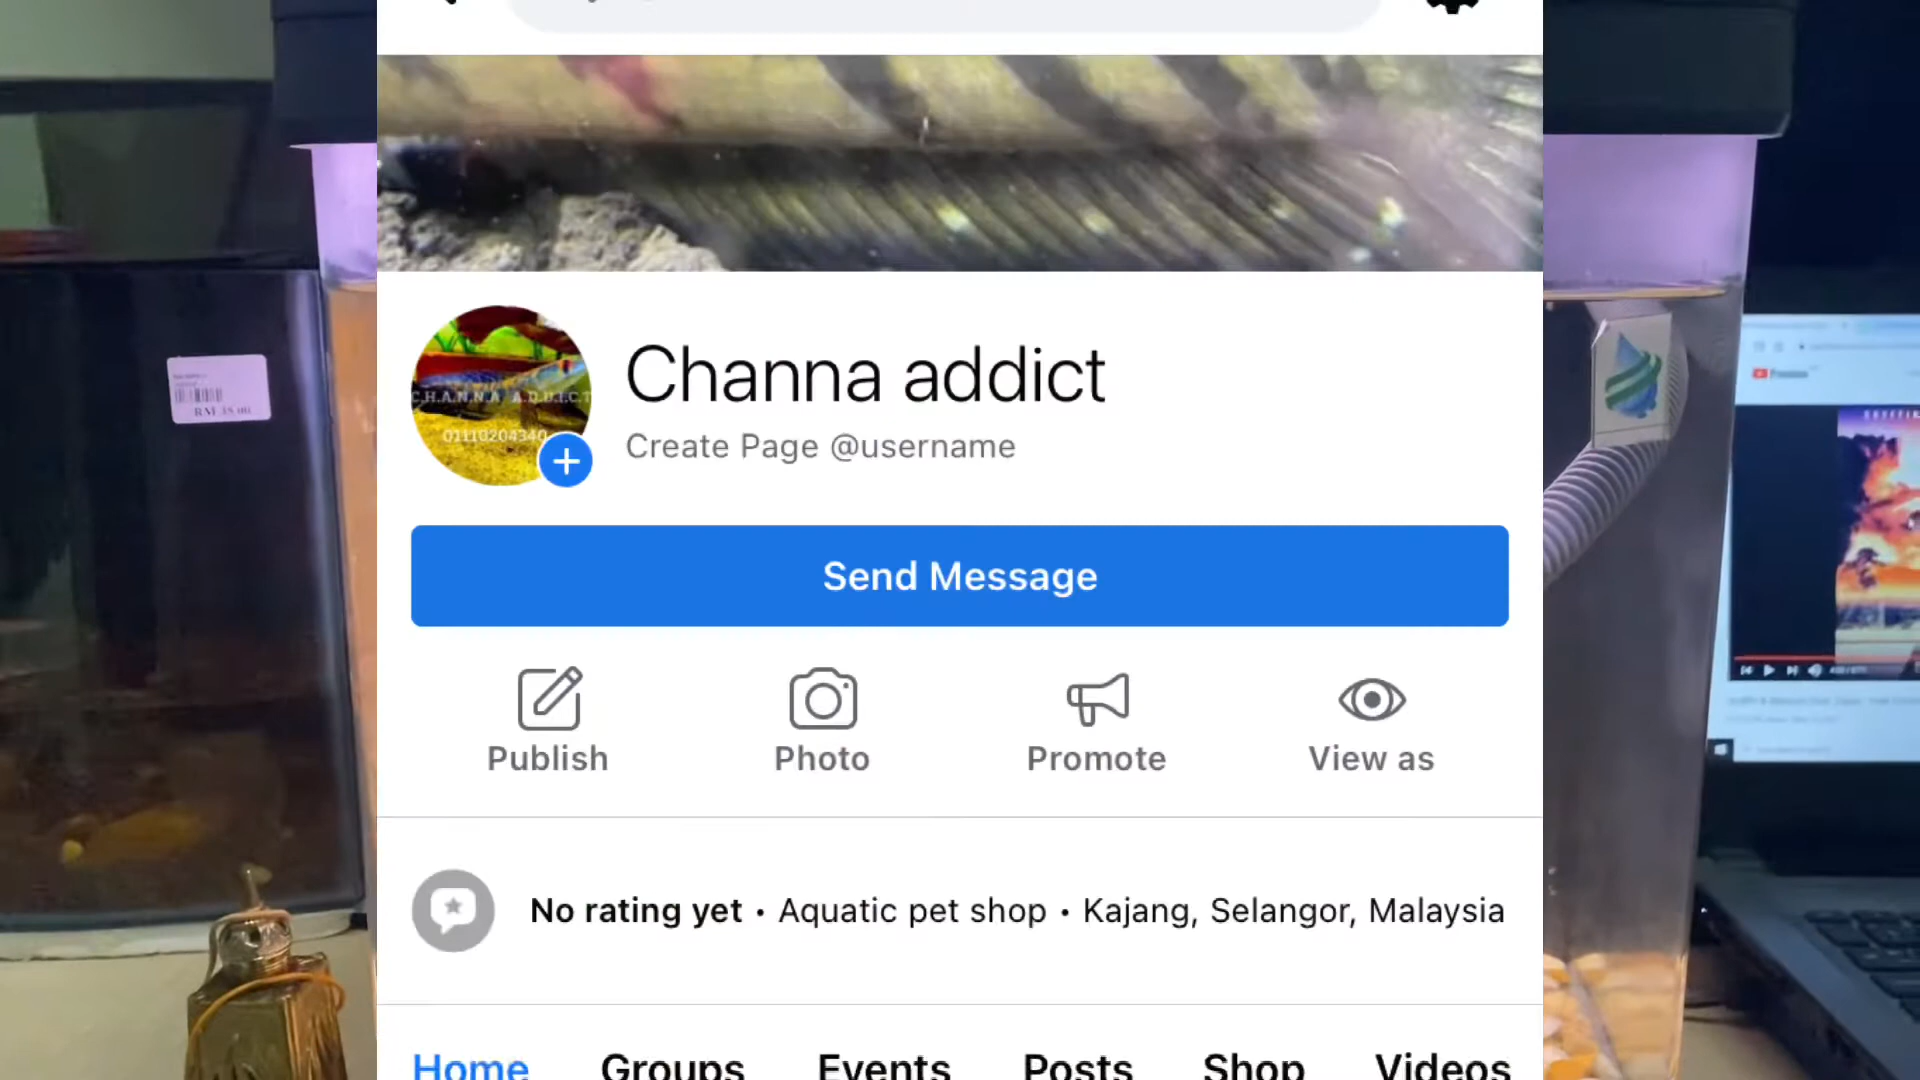 Channa addict
Create Page @username
C.H.A.N.N.A A.D.D.I.C.T
01110204340
Send Message
Publish
Photo
Promote
View as
No rating yet • Aquatic pet shop • Kajang, Selangor, Malaysia
Home
Groups
Events
Posts
Shop
Videos